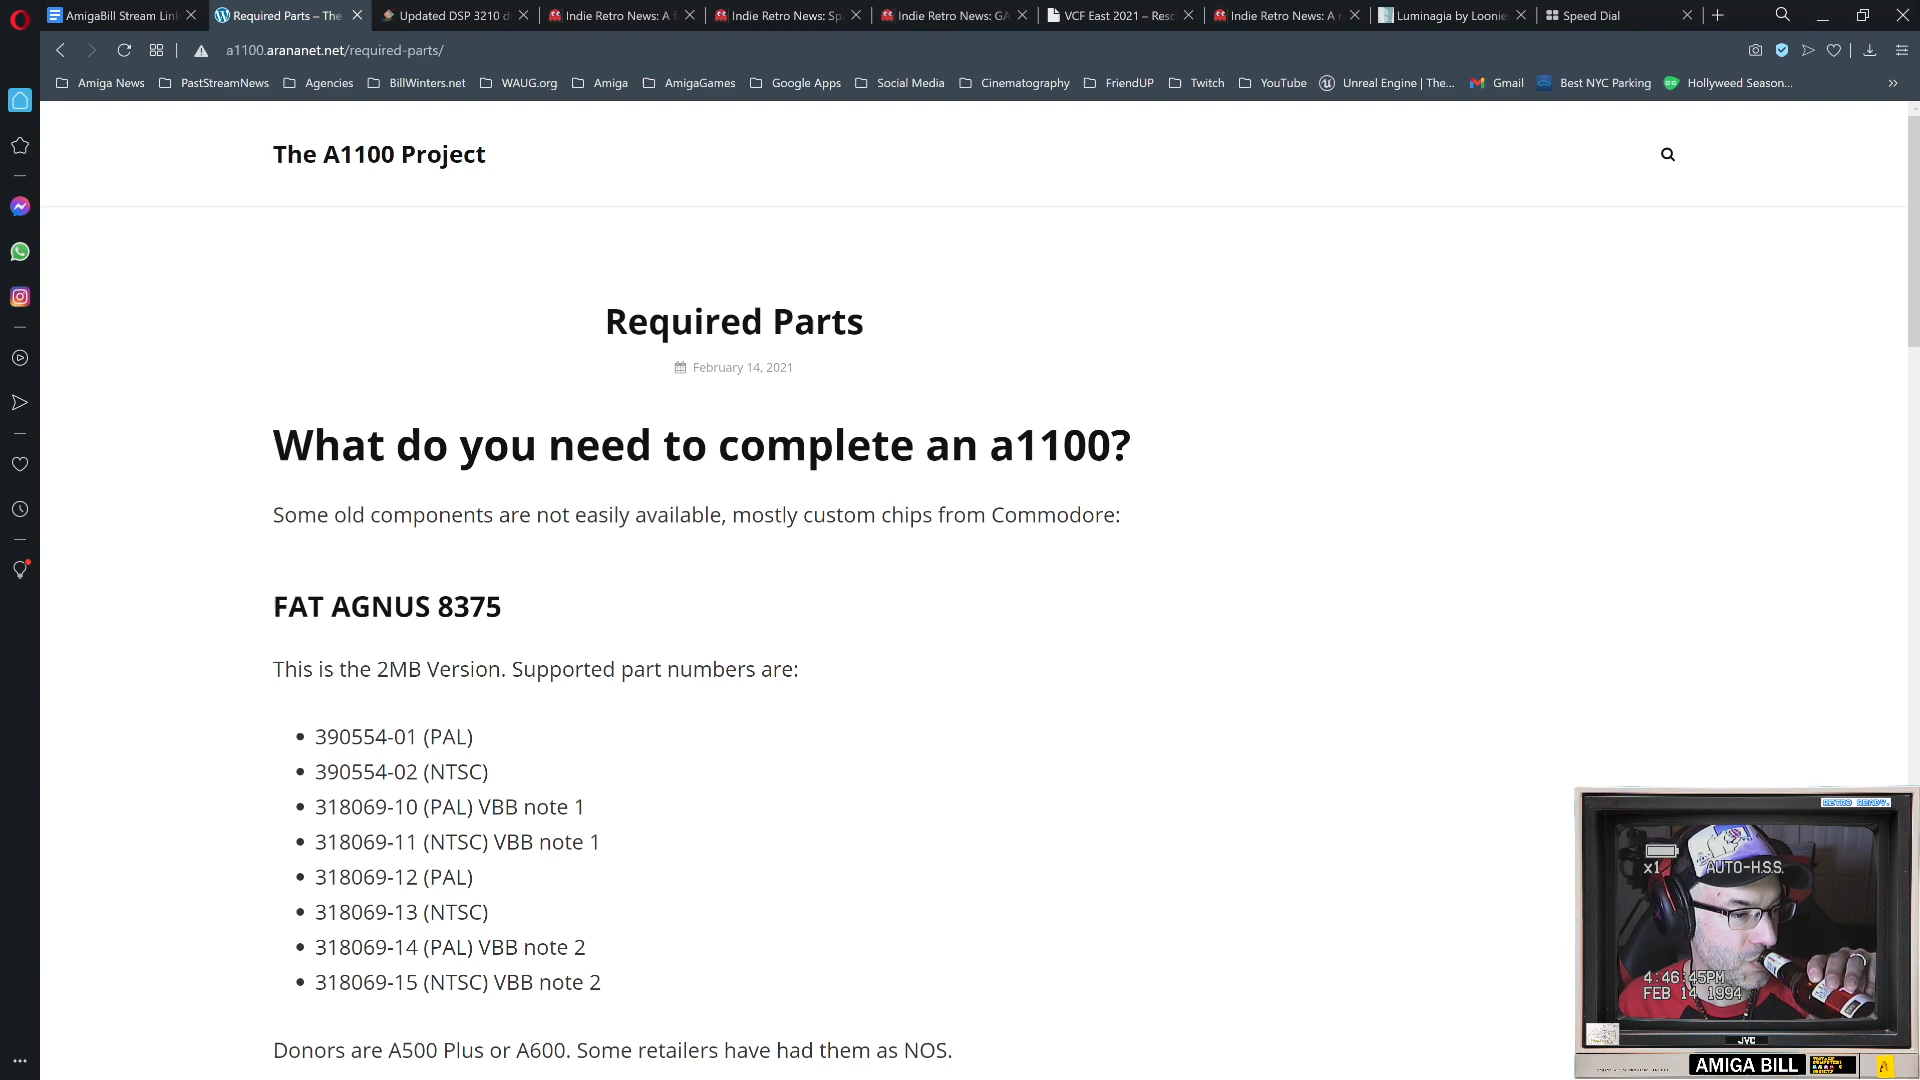 AmigaBill Stream Lin
Required Parts – The
Updated DSP 3210 d
Indie Retro News: A f
Indie Retro News: Sp
Indie Retro News: GA
VCF East 2021 – Resc
Indie Retro News: A r
Luminagia by Loonie
Speed Dial
a1100.arananet.net/required-parts/
Amiga News
PastStreamNews
Agencies
BillWinters.net
WAUG.org
Amiga
AmigaGames
Google Apps
Social Media
Cinematography
FriendUP
Twitch
YouTube
Unreal Engine | The...
Gmail
Best NYC Parking
Hollyweed Season...
The A1100 Project
Required Parts
February 14, 2021
What do you need to complete an a1100?
Some old components are not easily available, mostly custom chips from Commodore:
FAT AGNUS 8375
This is the 2MB Version. Supported part numbers are:
• 390554-01 (PAL)
• 390554-02 (NTSC)
• 318069-10 (PAL) VBB note 1
• 318069-11 (NTSC) VBB note 1
• 318069-12 (PAL)
• 318069-13 (NTSC)
• 318069-14 (PAL) VBB note 2
• 318069-15 (NTSC) VBB note 2
Donors are A500 Plus or A600. Some retailers have had them as NOS.
RETRO READY.
x1 AUTO-H.S.S.
4:46:45PM
FEB 14 1994
JVC
AMIGA BILL